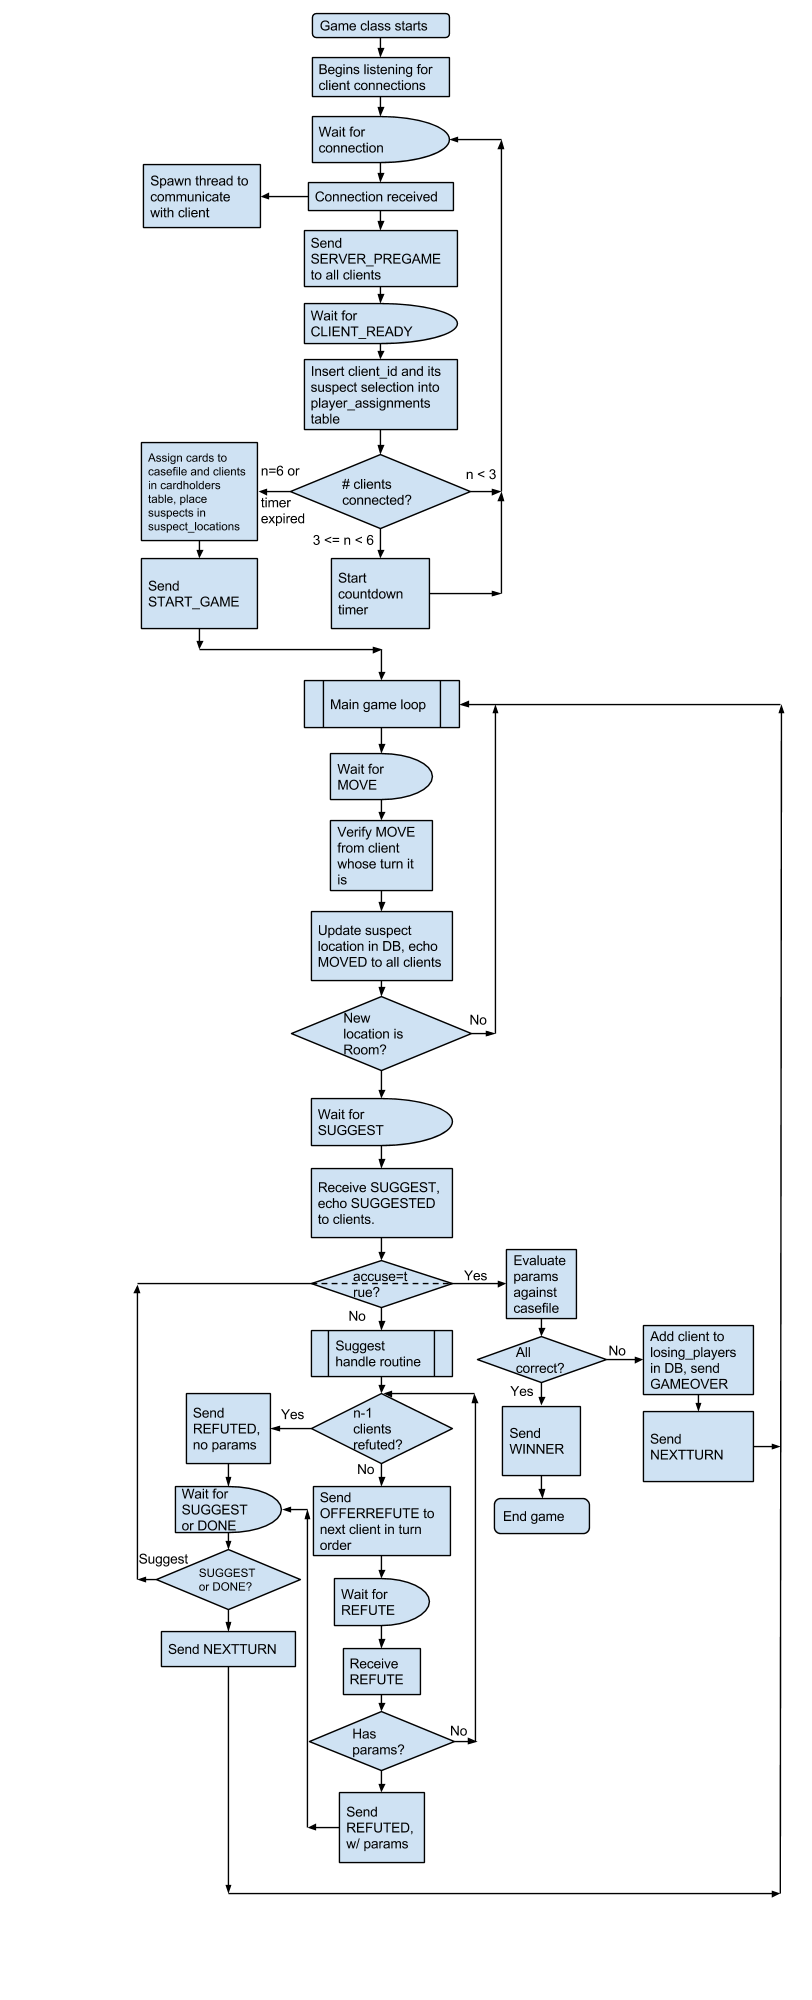 Game class starts
Begins listening for
client connections
Wait for
connection
Spawn thread to
communicate
with client
Connection received
Send
SERVER_PREGAME
to all clients
Wait for
CLIENT_READY
Insert client_id and its
suspect selection into
player_assignments
table
Assign cards to
casefile and clients
in cardholders
table, place
suspects in
suspect_locations
n=6 or
timer
expired
# clients
connected?
n < 3
3 <= n < 6
Send
START_GAME
Start
countdown
timer
Main game loop
Wait for
MOVE
Verify MOVE
from client
whose turn it
is
Update suspect
location in DB, echo
MOVED to all clients
New
location is
Room?
No
Wait for
SUGGEST
Receive SUGGEST,
echo SUGGESTED
to clients.
accuse=t
rue?
Yes
Evaluate
params
against
casefile
No
Suggest
handle routine
All
correct?
No
Add client to
losing_players
in DB, send
GAMEOVER
Yes
Send
REFUTED,
no params
Yes
n-1
clients
refuted?
Send
WINNER
Send
NEXTTURN
No
Wait for
SUGGEST
or DONE
Send
OFFERREFUTE to
next client in turn
order
End game
Suggest
SUGGEST
or DONE?
Wait for
REFUTE
Send NEXTTURN
Receive
REFUTE
Has
params?
No
Send
REFUTED,
w/ params